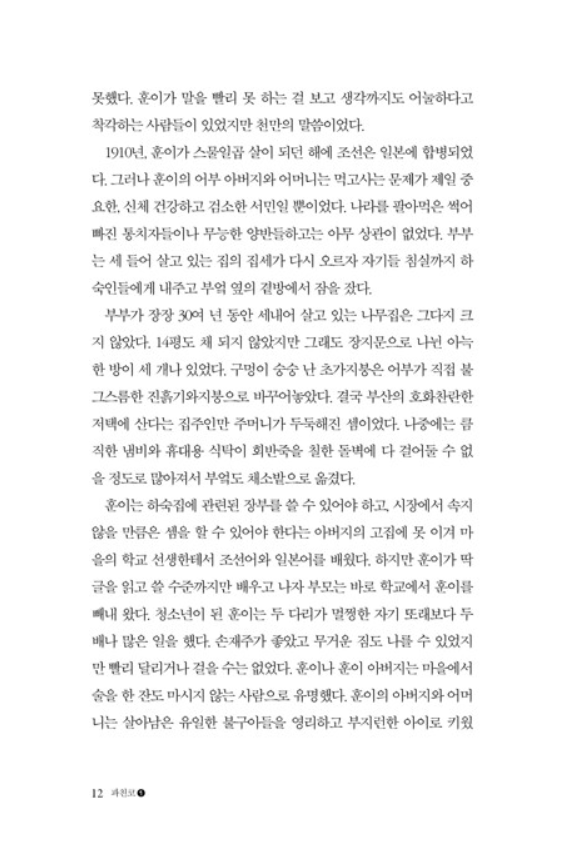 못했다. 훈이가 말을 빨리 못 하는 걸 보고 생각까지도 어눌하다고
착각하는 사람들이 있었지만 천만의 말씀이었다.
1910년, 훈이가 스물일곱 살이 되던 해에 조선은 일본에 합병되었
다. 그러나 훈이의 어부 아버지와 어머니는 먹고사는 문제가 제일 중
요한, 신체 건강하고 검소한 서민일 뿐이었다. 나라를 팔아먹은 썩어
빠진 통치자들이나 무능한 양반들하고는 아무 상관이 없었다. 부부
는 세 들어 살고 있는 집의 집세가 다시 오르자 자기들 침실까지 하
숙인들에게 내주고 부엌 옆의 곁방에서 잠을 잤다.
부부가 장장 30여 년 동안 세내어 살고 있는 나무집은 그다지 크
지 않았다. 14평도 채 되지 않았지만 그래도 장지문으로 나뉜 아늑
한 방이 세 개나 있었다. 구멍이 숭숭 난 초가지붕은 어부가 직접 불
그스름한 진흙기와지붕으로 바꾸어놓았다. 결국 부산의 호화찬란한
저택에 산다는 집주인만 주머니가 두둑해진 셈이었다. 나중에는 큼
직한 냄비와 휴대용 식탁이 회반죽을 칠한 돌벽에 다 걸어둘 수 없
을 정도로 많아져서 부엌도 채소밭으로 옮겼다.
훈이는 하숙집에 관련된 장부를 쓸 수 있어야 하고, 시장에서 속지
않을 만큼은 셈을 할 수 있어야 한다는 아버지의 고집에 못 이겨 마
을의 학교 선생한테서 조선어와 일본어를 배웠다. 하지만 훈이가 딱
글을 읽고 쓸 수준까지만 배우고 나자 부모는 바로 학교에서 훈이를
빼내 왔다. 청소년이 된 훈이는 두 다리가 멀쩡한 자기 또래보다 두
배나 많은 일을 했다. 손재주가 좋았고 무거운 짐도 나를 수 있었지
만 빨리 달리거나 걸을 수는 없었다. 훈이나 훈이 아버지는 마을에서
술을 한 잔도 마시지 않는 사람으로 유명했다. 훈이의 아버지와 어머
니는 살아남은 유일한 불구아들을 영리하고 부지런한 아이로 키웠
12 파친코 1